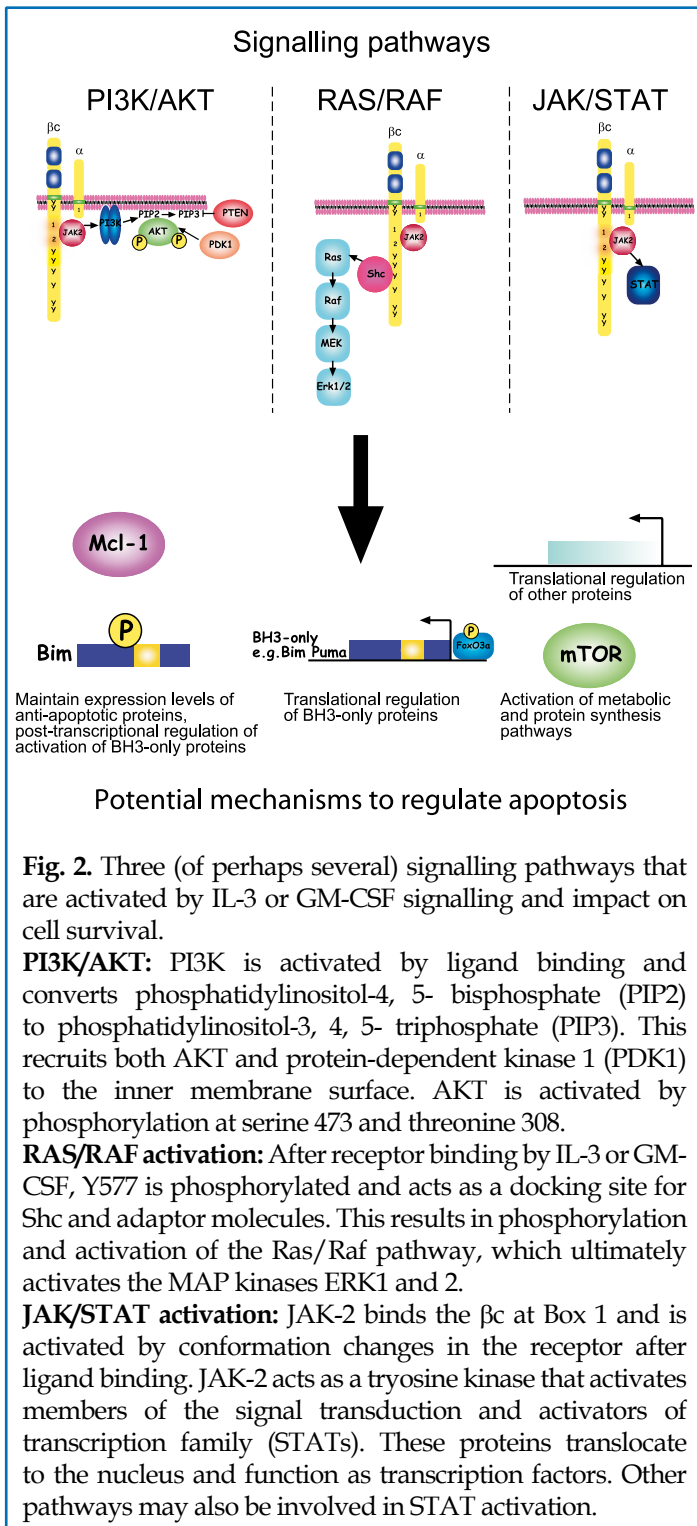 Signalling pathways
PI3K/AKT
RAS/RAF
JAK/STAT
βc
α
βc
α
βc
α
y
1
1
2
y
y
y
y
yy
JAK2
PI3K
PIP2
PIP3
PTEN
P
AKT
P
PDK1
y
1
1
2
y
y
y
y
yy
JAK2
Ras
Shc
Raf
MEK
Erk1/2
y
1
1
2
y
y
y
y
yy
JAK2
STAT
Mcl-1
P
Bim
Maintain expression levels of
anti-apoptotic proteins,
post-transcriptional regulation of
activation of BH3-only proteins
BH3-only
e.g.Bim Puma
P
FoxO3a
Translational regulation
of BH3-only proteins
Translational regulation
of other proteins
mTOR
Activation of metabolic
and protein synthesis
pathways
Potential mechanisms to regulate apoptosis
Fig. 2. Three (of perhaps several) signalling pathways that
are activated by IL-3 or GM-CSF signalling and impact on
cell survival.
PI3K/AKT: PI3K is activated by ligand binding and
converts phosphatidylinositol-4, 5- bisphosphate (PIP2)
to phosphatidylinositol-3, 4, 5- triphosphate (PIP3). This
recruits both AKT and protein-dependent kinase 1 (PDK1)
to the inner membrane surface. AKT is activated by
phosphorylation at serine 473 and threonine 308.
RAS/RAF activation: After receptor binding by IL-3 or GM-
CSF, Y577 is phosphorylated and acts as a docking site for
Shc and adaptor molecules. This results in phosphorylation
and activation of the Ras/Raf pathway, which ultimately
activates the MAP kinases ERK1 and 2.
JAK/STAT activation: JAK-2 binds the βc at Box 1 and is
activated by conformation changes in the receptor after
ligand binding. JAK-2 acts as a tryosine kinase that activates
members of the signal transduction and activators of
transcription family (STATs). These proteins translocate
to the nucleus and function as transcription factors. Other
pathways may also be involved in STAT activation.